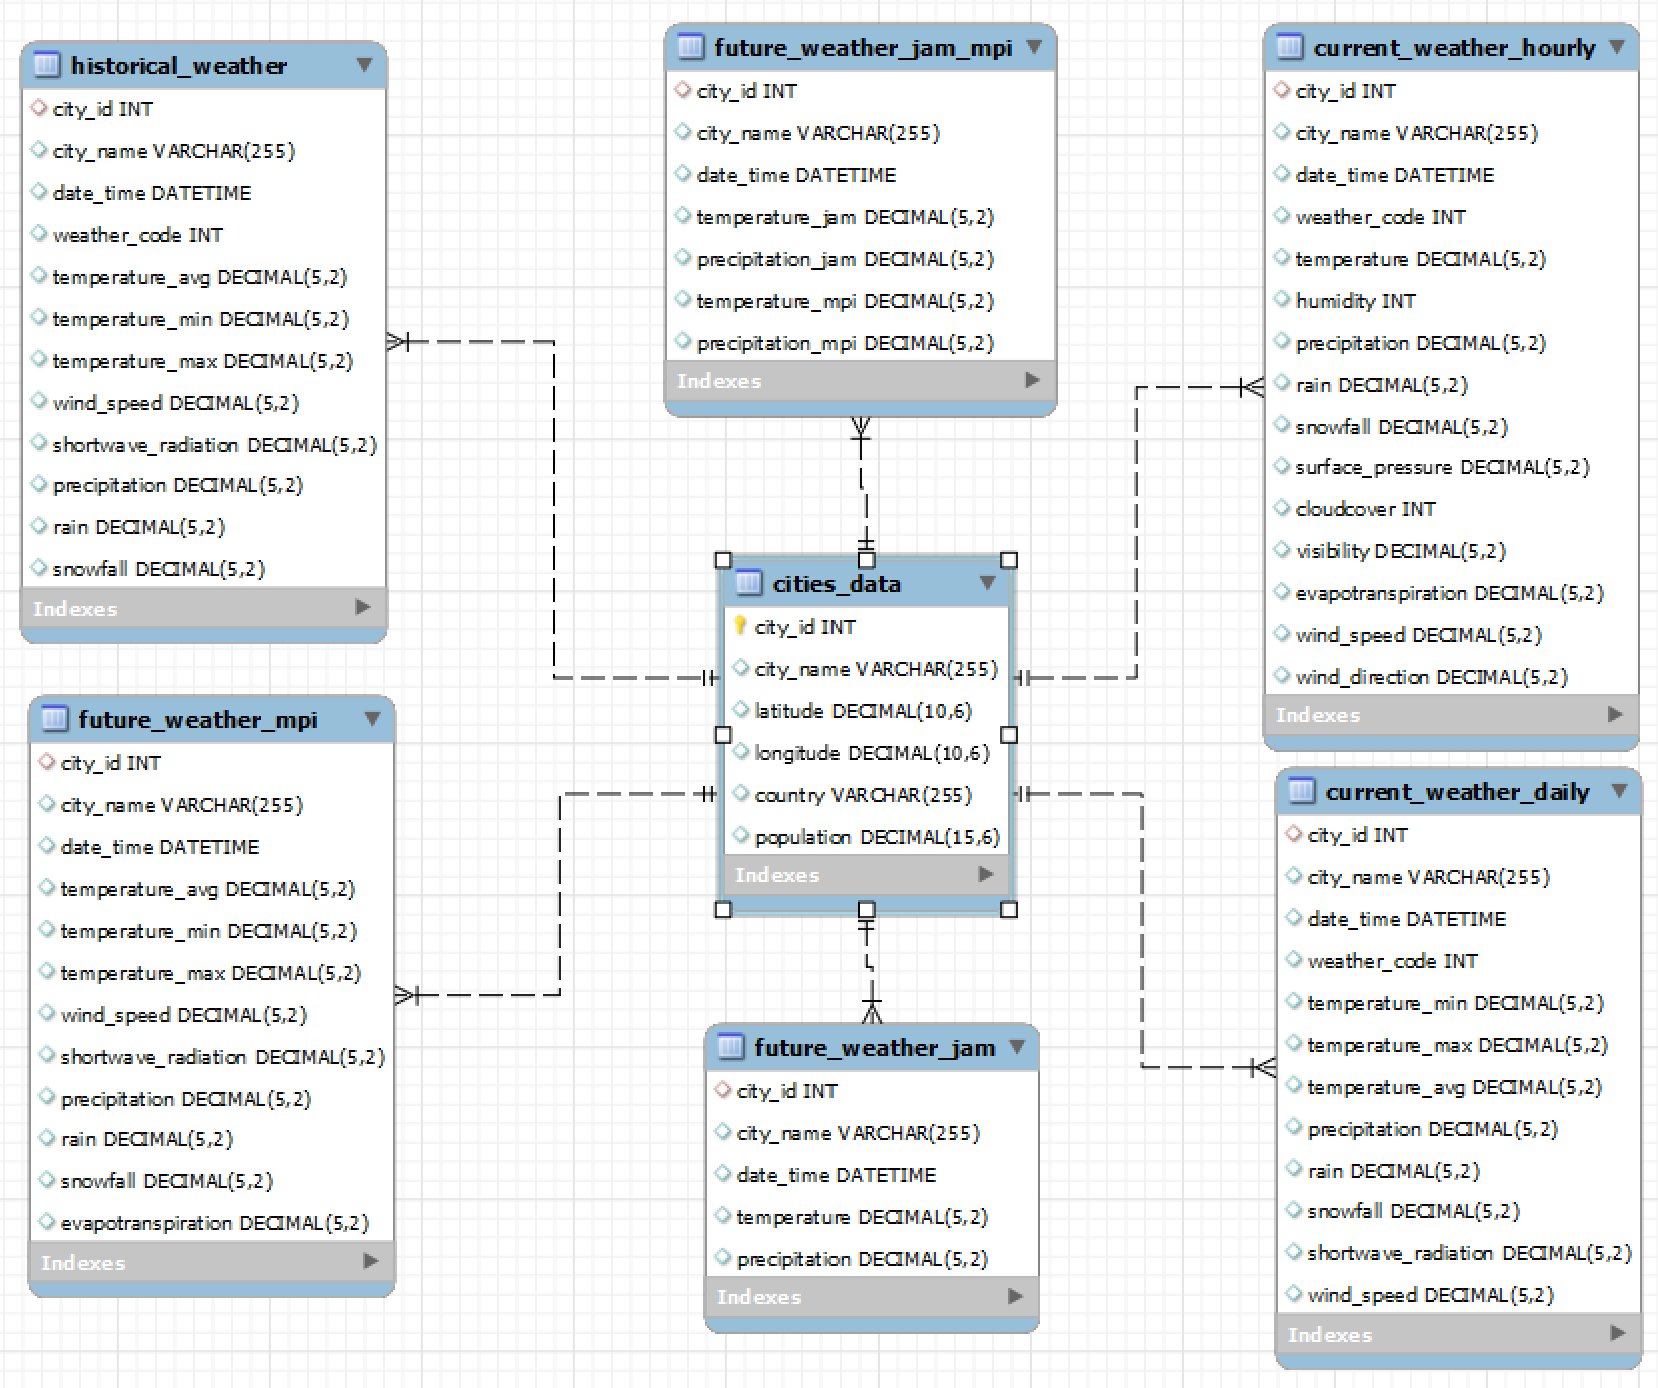 historical_weather
city_id INT
city_name VARCHAR(255)
date_time DATETIME
weather_code INT
temperature_avg DECIMAL(5,2)
temperature_min DECIMAL(5,2)
temperature_max DECIMAL(5,2)
wind_speed DECIMAL(5,2)
shortwave_radiation DECIMAL(5,2)
precipitation DECIMAL(5,2)
rain DECIMAL(5,2)
snowfall DECIMAL(5,2)
Indexes
future_weather_jam_mpi
city_id INT
city_name VARCHAR(255)
date_time DATETIME
temperature_jam DECIMAL(5,2)
precipitation_jam DECIMAL(5,2)
temperature_mpi DECIMAL(5,2)
precipitation_mpi DECIMAL(5,2)
Indexes
current_weather_hourly
city_id INT
city_name VARCHAR(255)
date_time DATETIME
weather_code INT
temperature DECIMAL(5,2)
humidity INT
precipitation DECIMAL(5,2)
rain DECIMAL(5,2)
snowfall DECIMAL(5,2)
surface_pressure DECIMAL(5,2)
cloudcover INT
visibility DECIMAL(5,2)
evapotranspiration DECIMAL(5,2)
wind_speed DECIMAL(5,2)
wind_direction DECIMAL(5,2)
Indexes
cities_data
city_id INT
city_name VARCHAR(255)
latitude DECIMAL(10,6)
longitude DECIMAL(10,6)
country VARCHAR(255)
population DECIMAL(15,6)
Indexes
future_weather_mpi
city_id INT
city_name VARCHAR(255)
date_time DATETIME
temperature_avg DECIMAL(5,2)
temperature_min DECIMAL(5,2)
temperature_max DECIMAL(5,2)
wind_speed DECIMAL(5,2)
shortwave_radiation DECIMAL(5,2)
precipitation DECIMAL(5,2)
rain DECIMAL(5,2)
snowfall DECIMAL(5,2)
evapotranspiration DECIMAL(5,2)
Indexes
future_weather_jam
city_id INT
city_name VARCHAR(255)
date_time DATETIME
temperature DECIMAL(5,2)
precipitation DECIMAL(5,2)
Indexes
current_weather_daily
city_id INT
city_name VARCHAR(255)
date_time DATETIME
weather_code INT
temperature_min DECIMAL(5,2)
temperature_max DECIMAL(5,2)
temperature_avg DECIMAL(5,2)
precipitation DECIMAL(5,2)
rain DECIMAL(5,2)
snowfall DECIMAL(5,2)
shortwave_radiation DECIMAL(5,2)
wind_speed DECIMAL(5,2)
Indexes